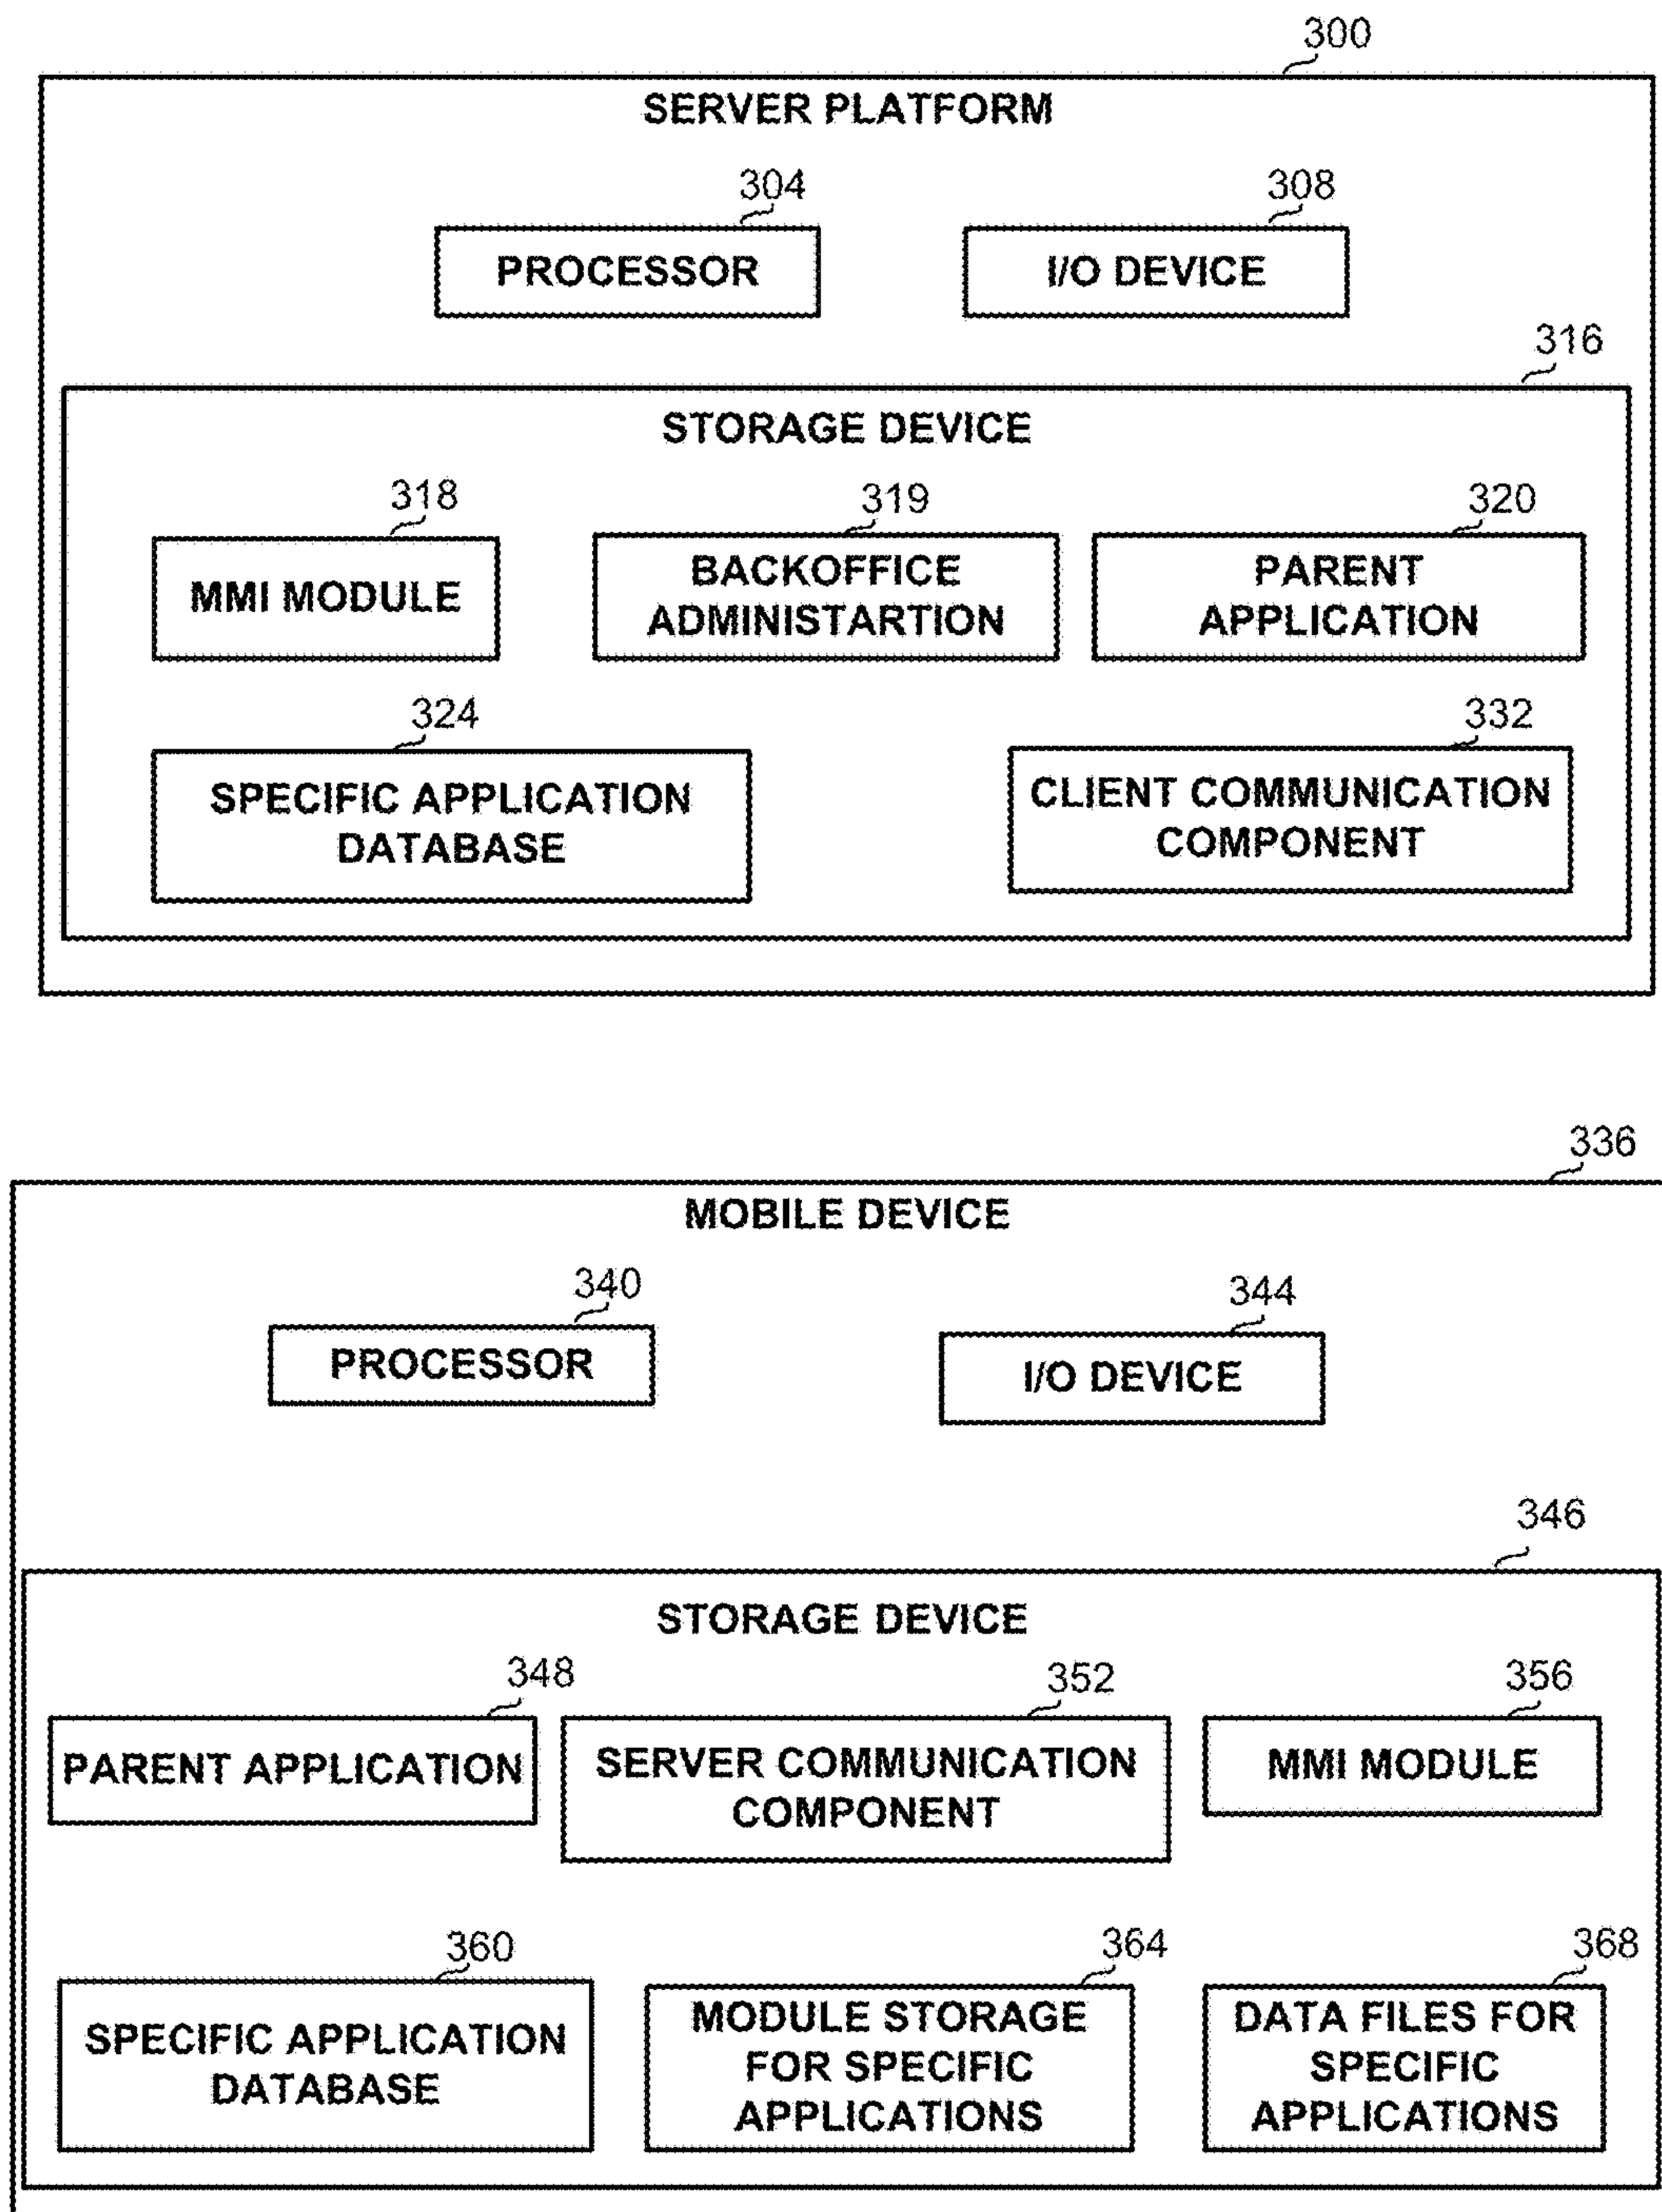 300
SERVER PLATFORM
304
308
PROCESSOR
I/O DEVICE
316
STORAGE DEVICE
318
319
320
MMI MODULE
BACKOFFICE
ADMINISTARTION
PARENT
APPLICATION
324
332
SPECIFIC APPLICATION
DATABASE
CLIENT COMMUNICATION
COMPONENT
336
MOBILE DEVICE
340
344
PROCESSOR
I/O DEVICE
346
STORAGE DEVICE
348
352
356
PARENT APPLICATION
SERVER COMMUNICATION
COMPONENT
MMI MODULE
360
364
368
SPECIFIC APPLICATION
DATABASE
MODULE STORAGE
FOR SPECIFIC
APPLICATIONS
DATA FILES FOR
SPECIFIC
APPLICATIONS